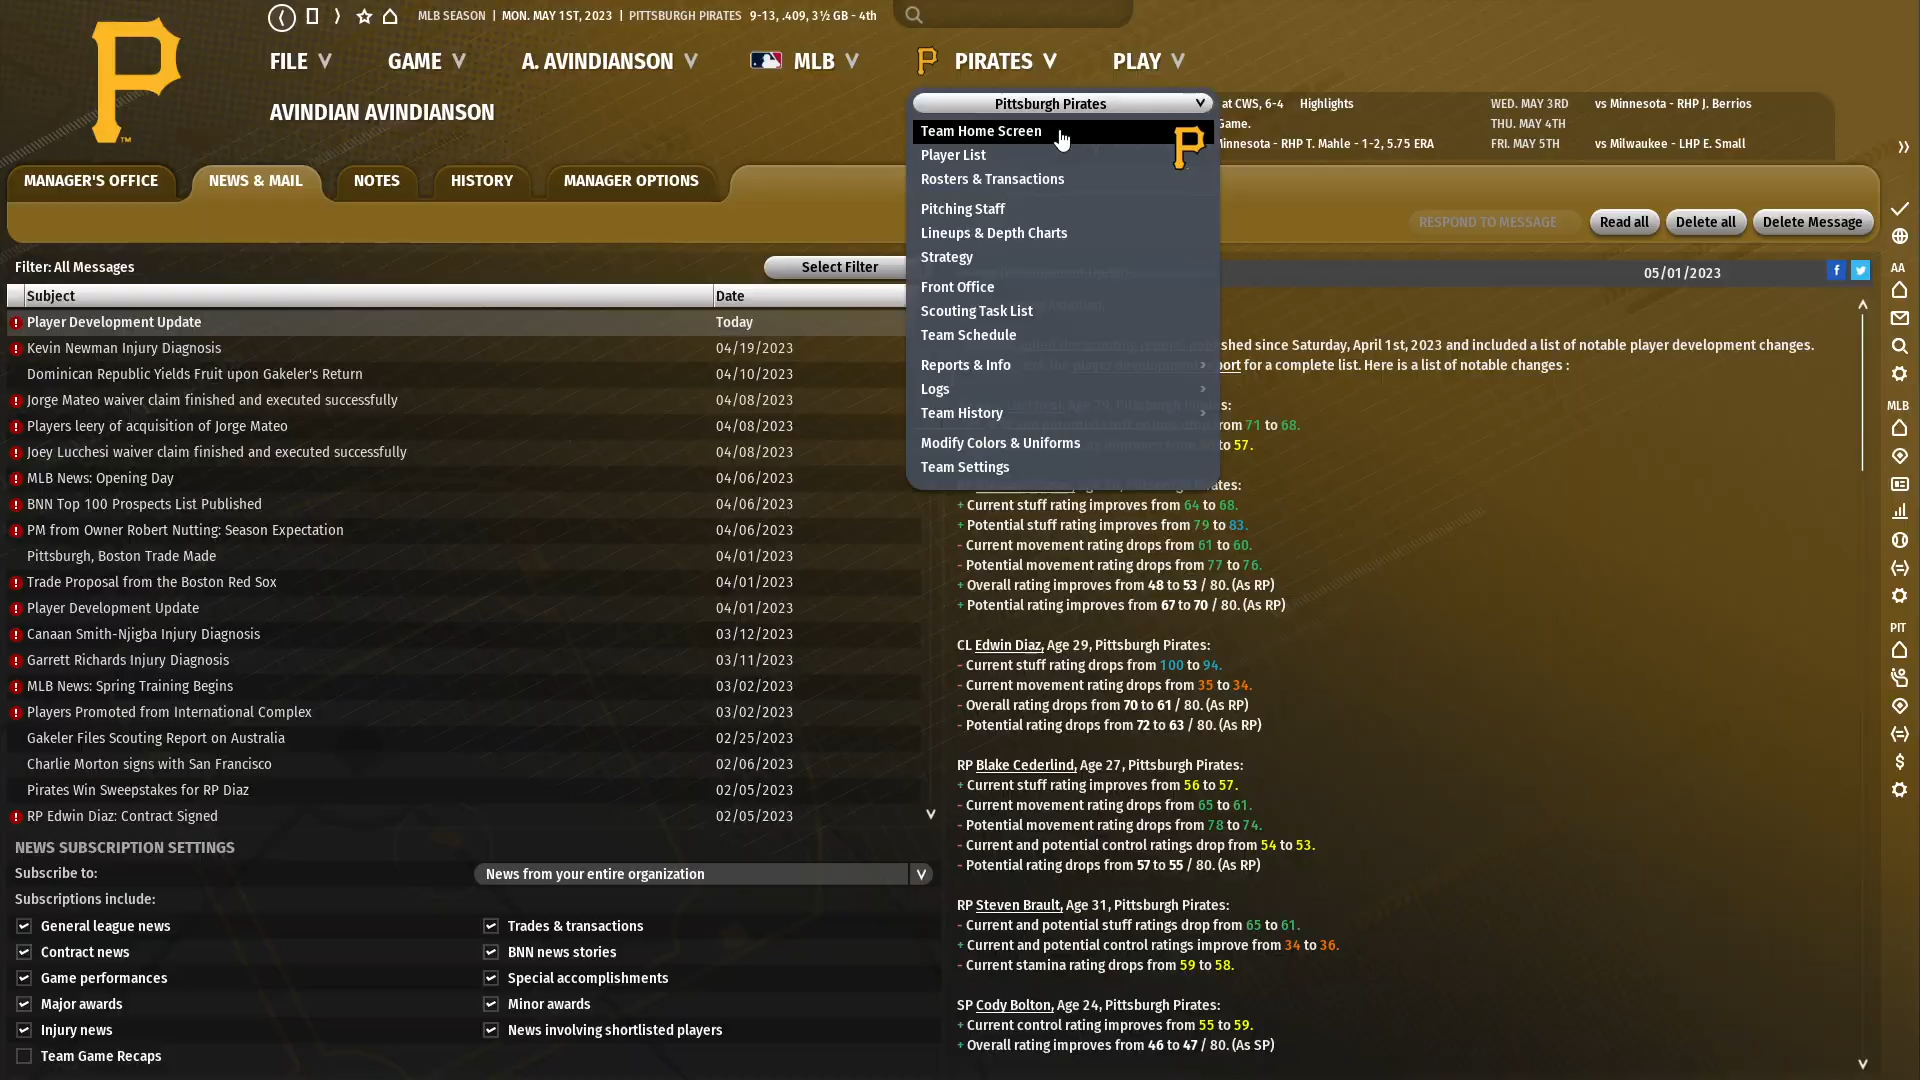 MLB SEASON | MON. MAY 1ST, 2023 | PITTSBURGH PIRATES 9-13, .409, 3½ GB - 4th
FILE GAME A. AVINDIANSON MLB PIRATES PLAY
AVINDIAN AVINDIANSON
Pittsburgh Pirates
Team Home Screen
Player List
Rosters & Transactions
Pitching Staff
Lineups & Depth Charts
Strategy
Front Office
Scouting Task List
Team Schedule
Reports & Info
Logs
Team History
Modify Colors & Uniforms
Team Settings
at CWS, 6-4 Highlights
Game.
Minnesota - RHP T. Mahle - 1-2, 5.75 ERA
WED. MAY 3RD vs Minnesota - RHP J. Berrios
THU. MAY 4TH
FRI. MAY 5TH vs Milwaukee - LHP E. Small
MANAGER'S OFFICE NEWS & MAIL NOTES HISTORY MANAGER OPTIONS
RESPOND TO MESSAGE Read all Delete all Delete Message
Filter: All Messages Select Filter
Subject Date
Player Development Update Today
Kevin Newman Injury Diagnosis 04/19/2023
Dominican Republic Yields Fruit upon Gakeler's Return 04/10/2023
Jorge Mateo waiver claim finished and executed successfully 04/08/2023
Players leery of acquisition of Jorge Mateo 04/08/2023
Joey Lucchesi waiver claim finished and executed successfully 04/08/2023
MLB News: Opening Day 04/06/2023
BNN Top 100 Prospects List Published 04/06/2023
PM from Owner Robert Nutting: Season Expectation 04/06/2023
Pittsburgh, Boston Trade Made 04/01/2023
Trade Proposal from the Boston Red Sox 04/01/2023
Player Development Update 04/01/2023
Canaan Smith-Njigba Injury Diagnosis 03/12/2023
Garrett Richards Injury Diagnosis 03/11/2023
MLB News: Spring Training Begins 03/02/2023
Players Promoted from International Complex 03/02/2023
Gakeler Files Scouting Report on Australia 02/25/2023
Charlie Morton signs with San Francisco 02/06/2023
Pirates Win Sweepstakes for RP Diaz 02/05/2023
RP Edwin Diaz: Contract Signed 02/05/2023
NEWS SUBSCRIPTION SETTINGS
Subscribe to: News from your entire organization
Subscriptions include:
General league news Trades & transactions
Contract news BNN news stories
Game performances Special accomplishments
Major awards Minor awards
Injury news News involving shortlisted players
Team Game Recaps
05/01/2023
shed since Saturday, April 1st, 2023 and included a list of notable player development changes.
port for a complete list. Here is a list of notable changes :
s:
from 71 to 68.
to 57.
ates:
+ Current stuff rating improves from 64 to 68.
+ Potential stuff rating improves from 79 to 83.
- Current movement rating drops from 61 to 60.
- Potential movement rating drops from 77 to 76.
+ Overall rating improves from 48 to 53 / 80. (As RP)
+ Potential rating improves from 67 to 70 / 80. (As RP)
CL Edwin Diaz, Age 29, Pittsburgh Pirates:
- Current stuff rating drops from 100 to 94.
- Current movement rating drops from 35 to 34.
- Overall rating drops from 70 to 61 / 80. (As RP)
- Potential rating drops from 72 to 63 / 80. (As RP)
RP Blake Cederlind, Age 27, Pittsburgh Pirates:
+ Current stuff rating improves from 56 to 57.
- Current movement rating drops from 65 to 61.
- Potential movement rating drops from 78 to 74.
- Current and potential control ratings drop from 54 to 53.
- Potential rating drops from 57 to 55 / 80. (As RP)
RP Steven Brault, Age 31, Pittsburgh Pirates:
- Current and potential stuff ratings drop from 65 to 61.
+ Current and potential control ratings improve from 34 to 36.
- Current stamina rating drops from 59 to 58.
SP Cody Bolton, Age 24, Pittsburgh Pirates:
+ Current control rating improves from 55 to 59.
+ Overall rating improves from 46 to 47 / 80. (As SP)
AA
MLB
PIT